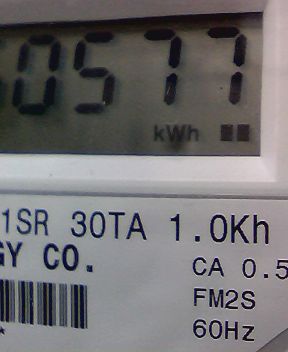 0577
kWh
1SR 30TA 1.0Kh
GY CO.
CA 0.5
FM2S
60Hz
*